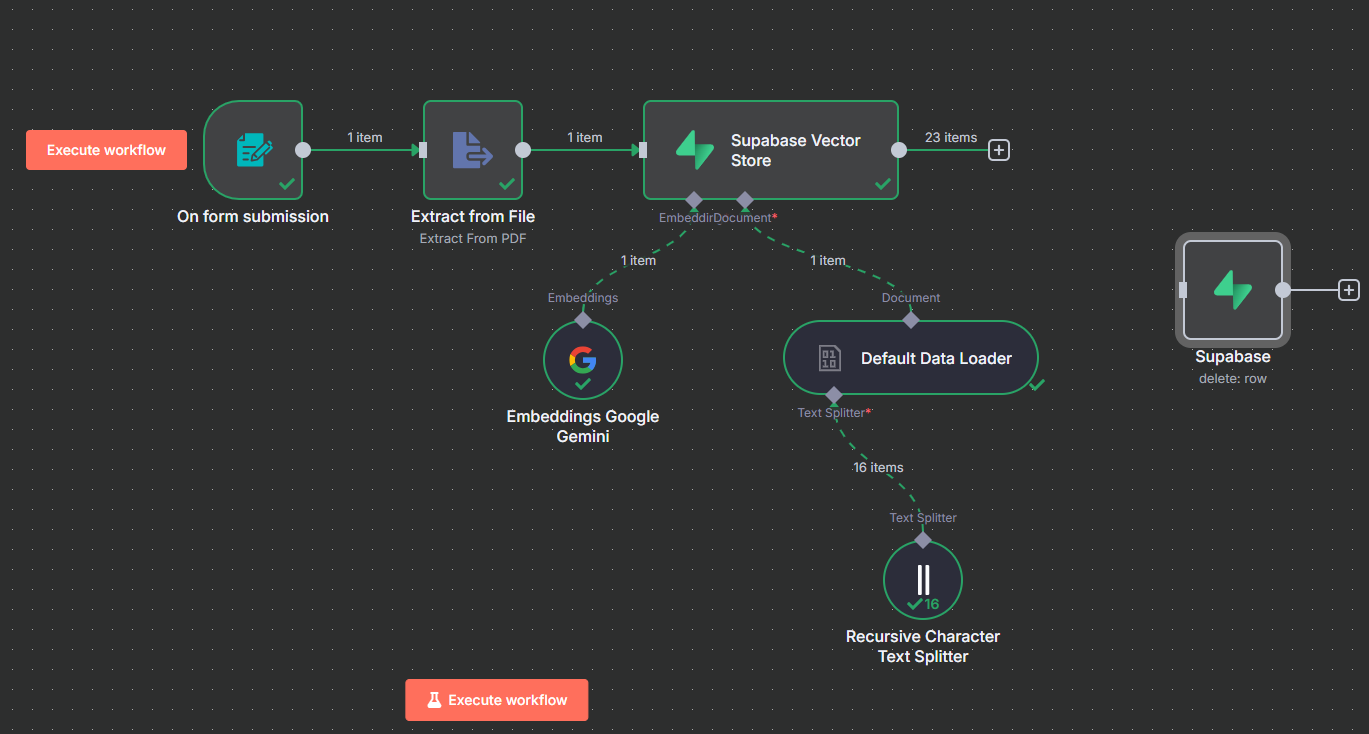 Execute workflow
1 item
1 item
Supabase Vector
Store
23 items
On form submission
Extract from File
Extract From PDF
EmbeddirDocument*
1 item
1 item
Embeddings
Document
Default Data Loader
Supabase
delete: row
Embeddings Google
Gemini
Text Splitter*
16 items
Text Splitter
16
Recursive Character
Text Splitter
Execute workflow